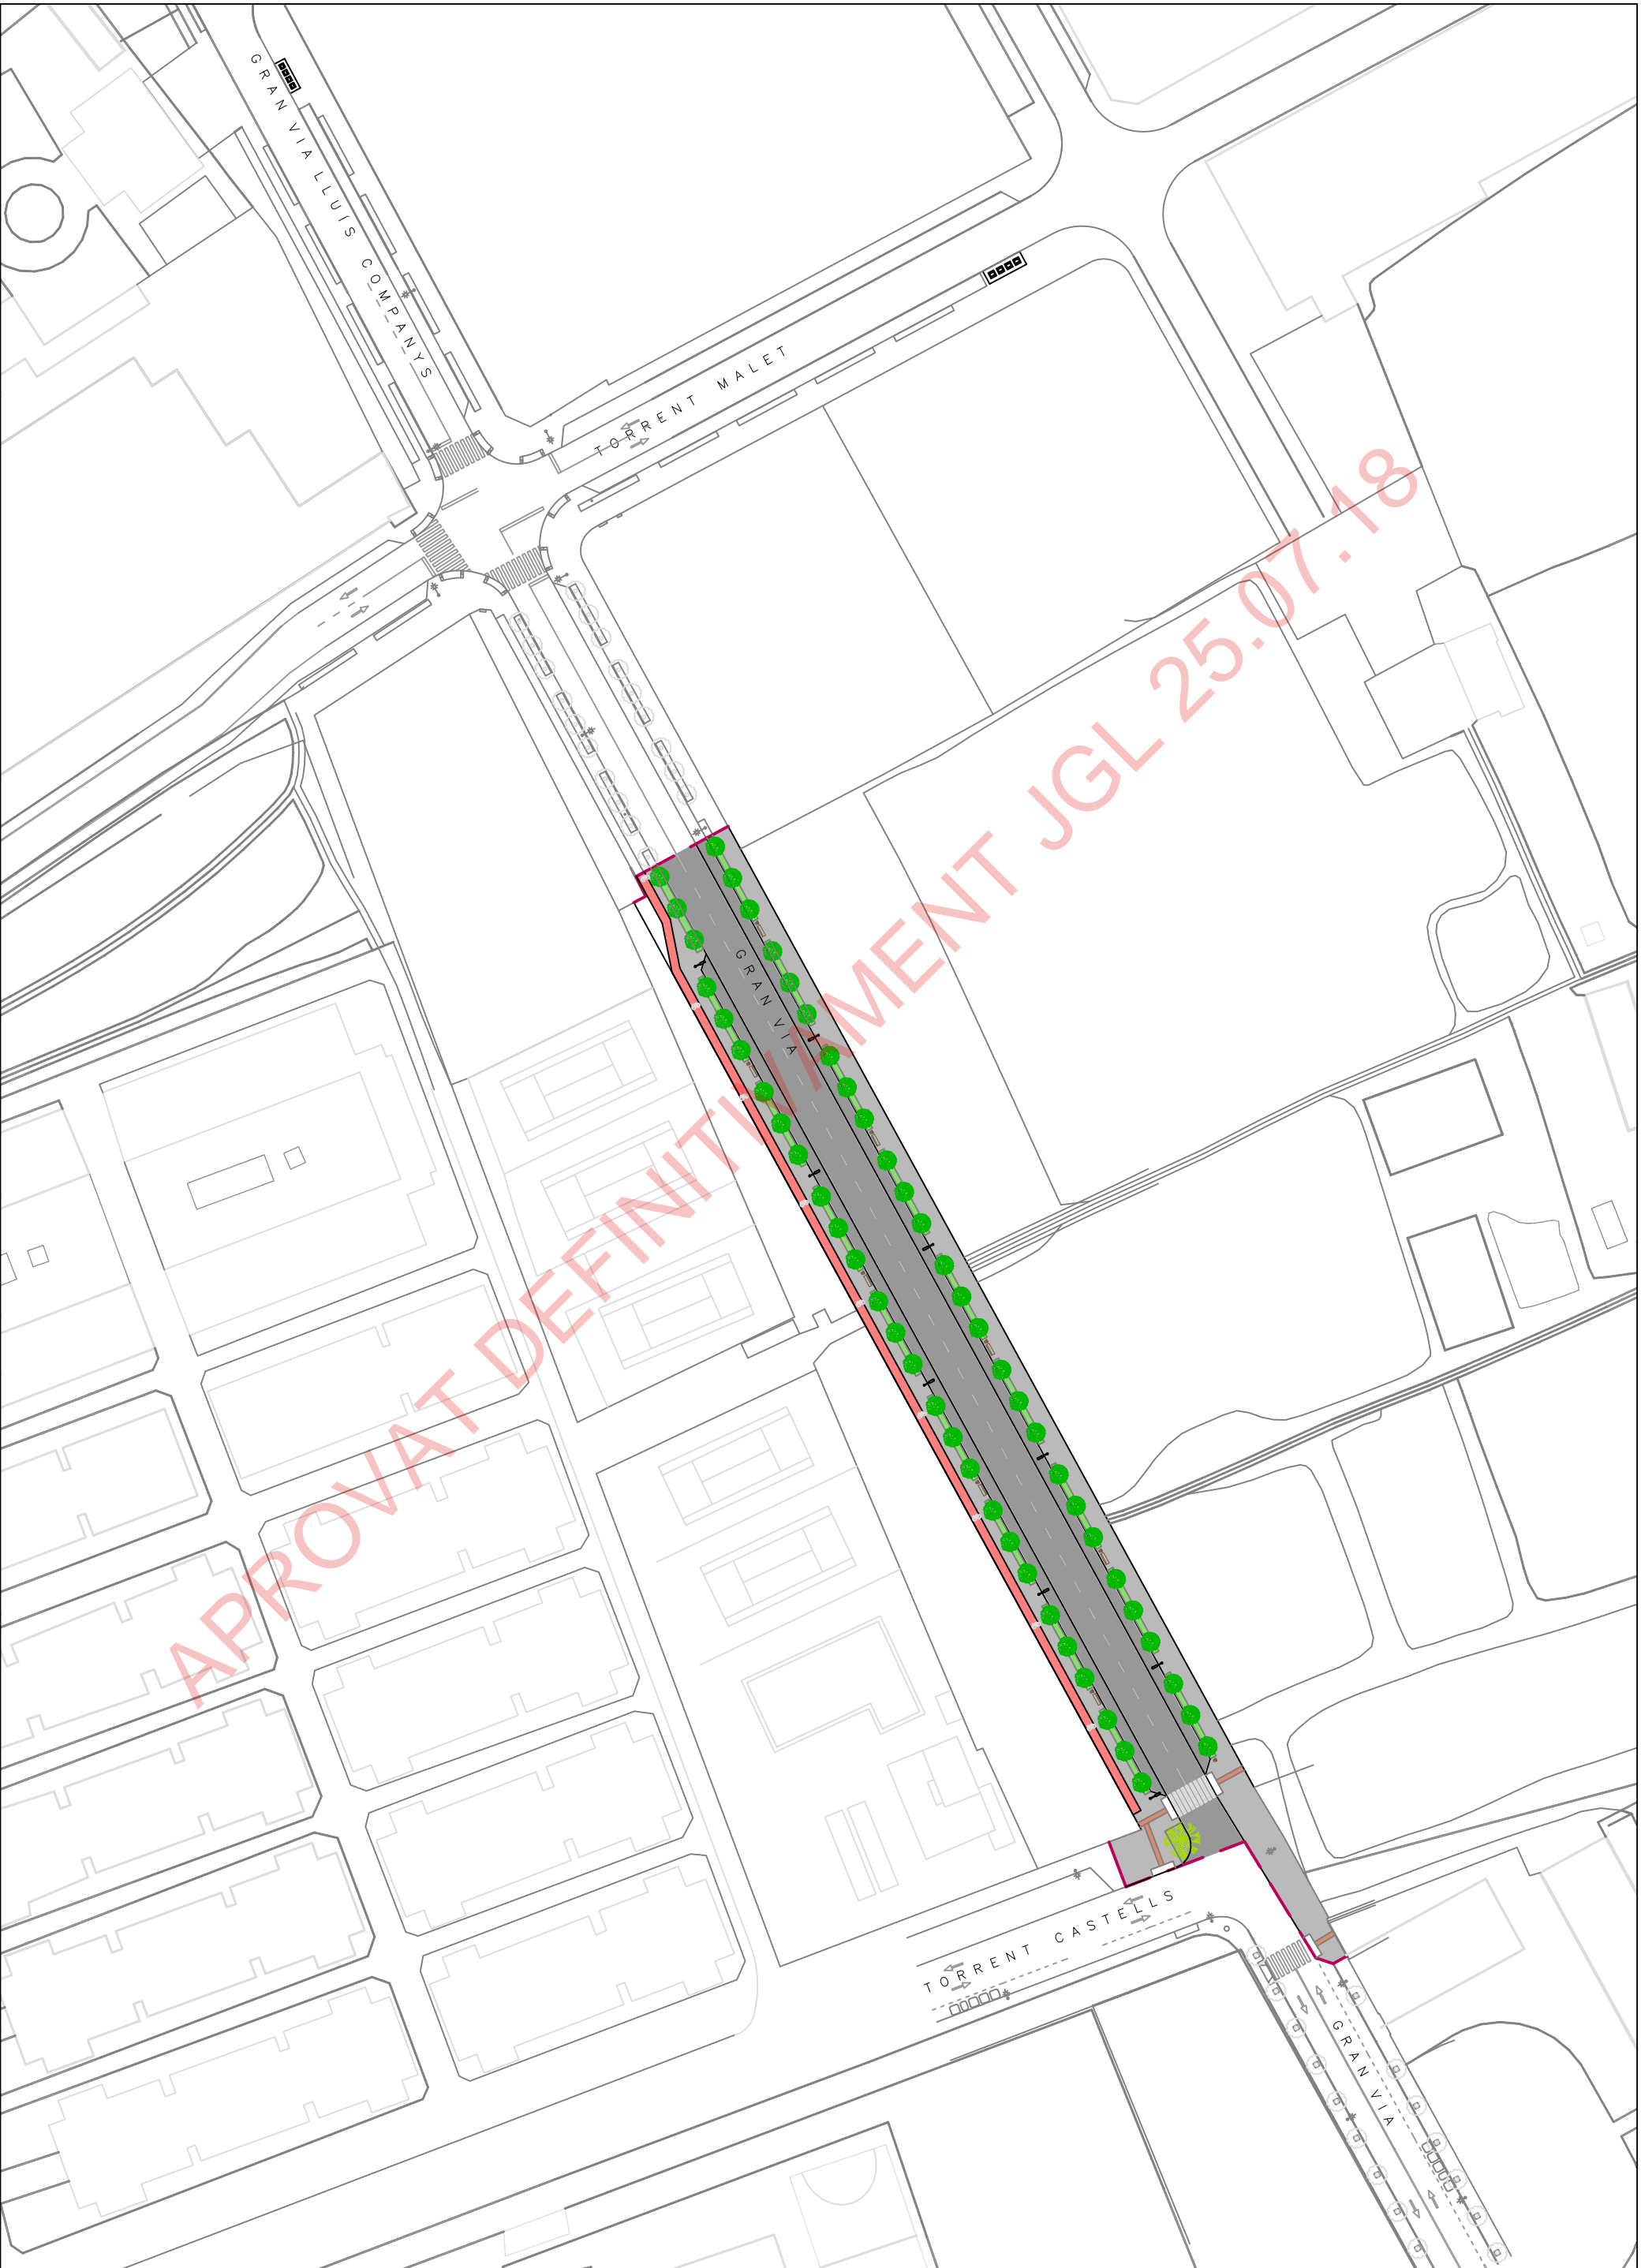 GRAN VIA LLUIS COMPANYS
TORRENT MALET
GRAN VIA
APROVAT DEFINITIVAMENT JGL 25.07.18
TORRENT CASTELLS
GRAN VIA